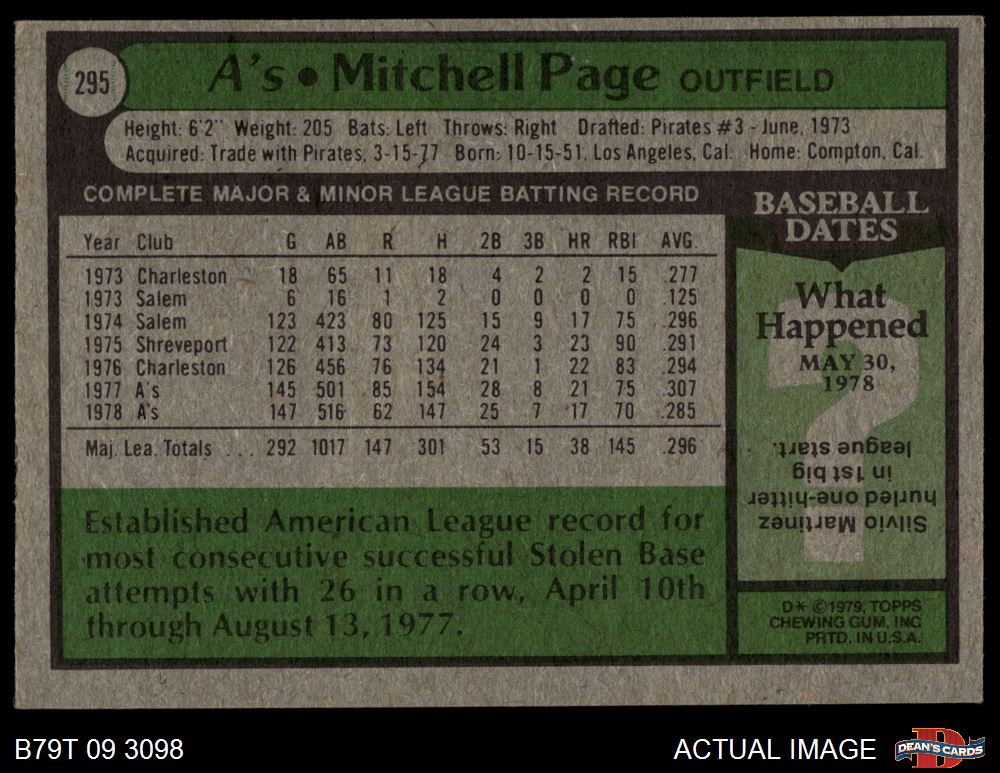 295
A's • Mitchell Page OUTFIELD
Height: 6'2" Weight: 205 Bats: Left Throws: Right Drafted: Pirates #3 - June, 1973
Acquired: Trade with Pirates, 3-15-77 Born: 10-15-51, Los Angeles, Cal. Home: Compton, Cal.
COMPLETE MAJOR & MINOR LEAGUE BATTING RECORD
Year Club G AB R H 2B 3B HR RBI AVG.
1973 Charleston 18 65 11 18 4 2 2 15 .277
1973 Salem 6 16 1 2 0 0 0 0 .125
1974 Salem 123 423 80 125 15 9 17 75 .296
1975 Shreveport 122 413 73 120 24 3 23 90 .291
1976 Charleston 126 456 76 134 21 1 22 83 .294
1977 A's 145 501 85 154 28 8 21 75 .307
1978 A's 147 516 62 147 25 7 17 70 .285
Maj. Lea. Totals ... 292 1017 147 301 53 15 38 145 .296
Established American League record for
most consecutive successful Stolen Base
attempts with 26 in a row, April 10th
through August 13, 1977.
BASEBALL
DATES
What
Happened
MAY 30,
1978
?
Silvio Martinez
hurled one-hitter
in 1st big
league start.
D* ©1979, TOPPS
CHEWING GUM, INC
PRTD. IN U.S.A.
B79T 09 3098
ACTUAL IMAGE
D
DEAN'S CARDS